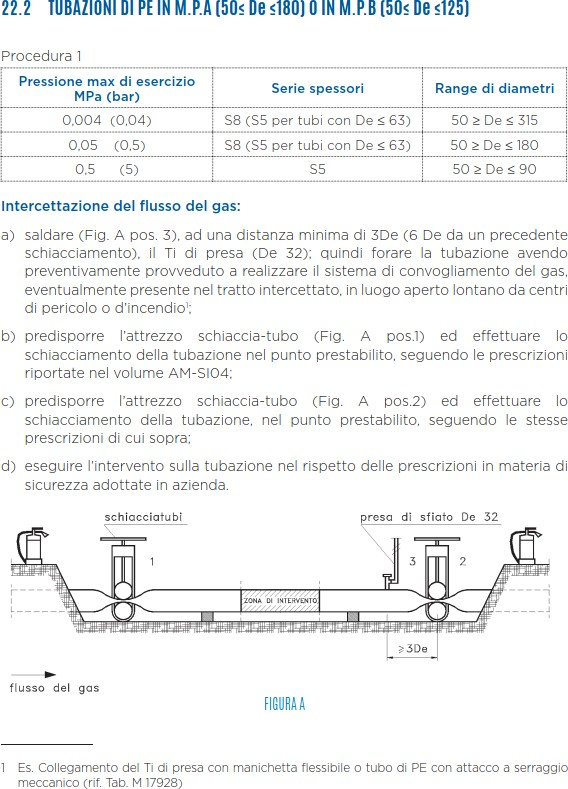 22.2 TUBAZIONI DI PE IN M.P.A (50≤ De ≤180) O IN M.P.B (50≤ De ≤125)
Procedura 1
Pressione max di esercizio MPa (bar) Serie spessori Range di diametri
0,004 (0,04) S8 (S5 per tubi con De ≤ 63) 50 ≥ De ≤ 315
0,05 (0,5) S8 (S5 per tubi con De ≤ 63) 50 ≥ De ≤ 180
0,5 (5) S5 50 ≥ De ≤ 90
Intercettazione del flusso del gas:
a) saldare (Fig. A pos. 3), ad una distanza minima di 3De (6 De da un precedente
schiacciamento), il Ti di presa (De 32); quindi forare la tubazione avendo
preventivamente provveduto a realizzare il sistema di convogliamento del gas,
eventualmente presente nel tratto intercettato, in luogo aperto lontano da centri
di pericolo o d'incendio¹;
b) predisporre l'attrezzo schiaccia-tubo (Fig. A pos.1) ed effettuare lo
schiacciamento della tubazione nel punto prestabilito, seguendo le prescrizioni
riportate nel volume AM-SI04;
c) predisporre l'attrezzo schiaccia-tubo (Fig. A pos.2) ed effettuare lo
schiacciamento della tubazione, nel punto prestabilito, seguendo le stesse
prescrizioni di cui sopra;
d) eseguire l'intervento sulla tubazione nel rispetto delle prescrizioni in materia di
sicurezza adottate in azienda.
schiacciatubi presa di sfiato De 32
1 3 2
ZONA DI INTERVENTO
≥3De
flusso del gas
FIGURA A
1 Es. Collegamento del Ti di presa con manichetta flessibile o tubo di PE con attacco a serraggio
meccanico (rif. Tab. M 17928)